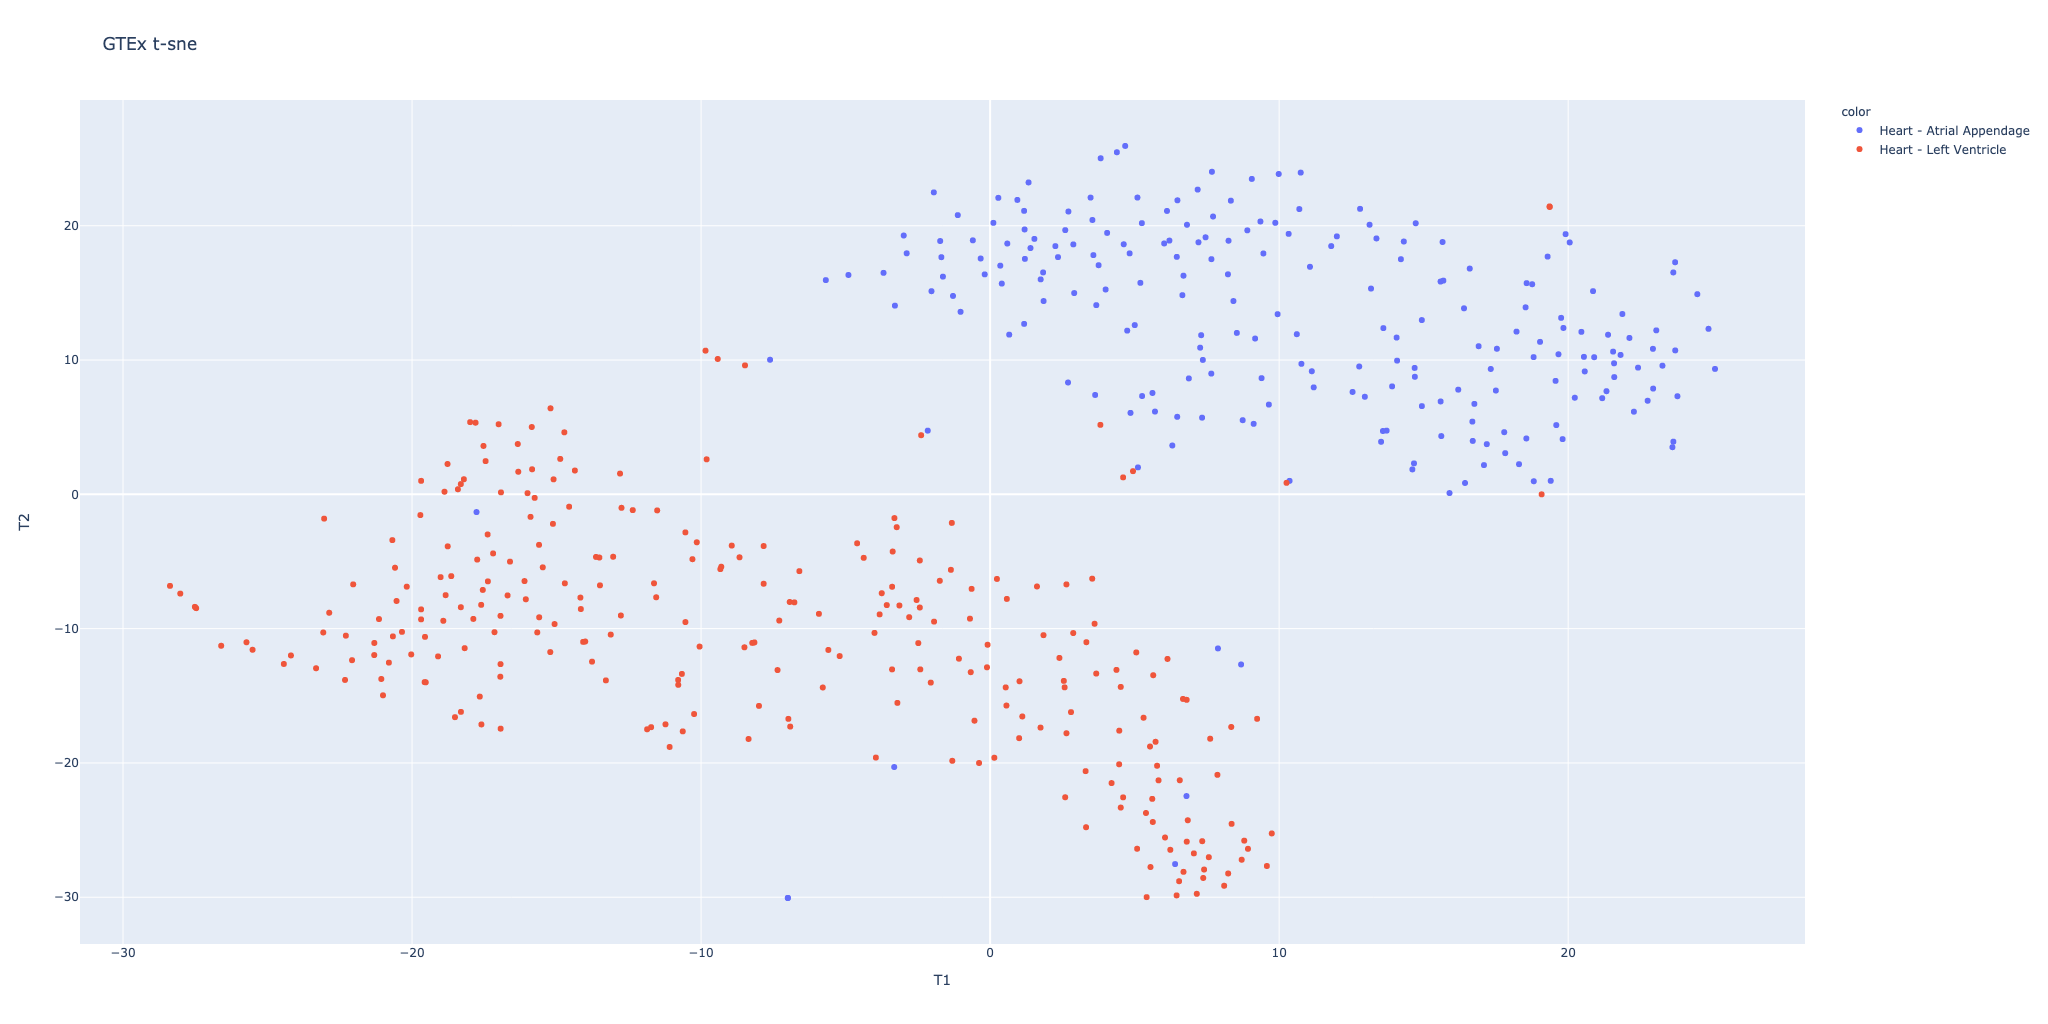 GTEx t-sne
color
Heart - Atrial Appendage
Heart - Left Ventricle
20
10
0
−10
−20
−30
T2
−30
−20
−10
0
10
20
T1